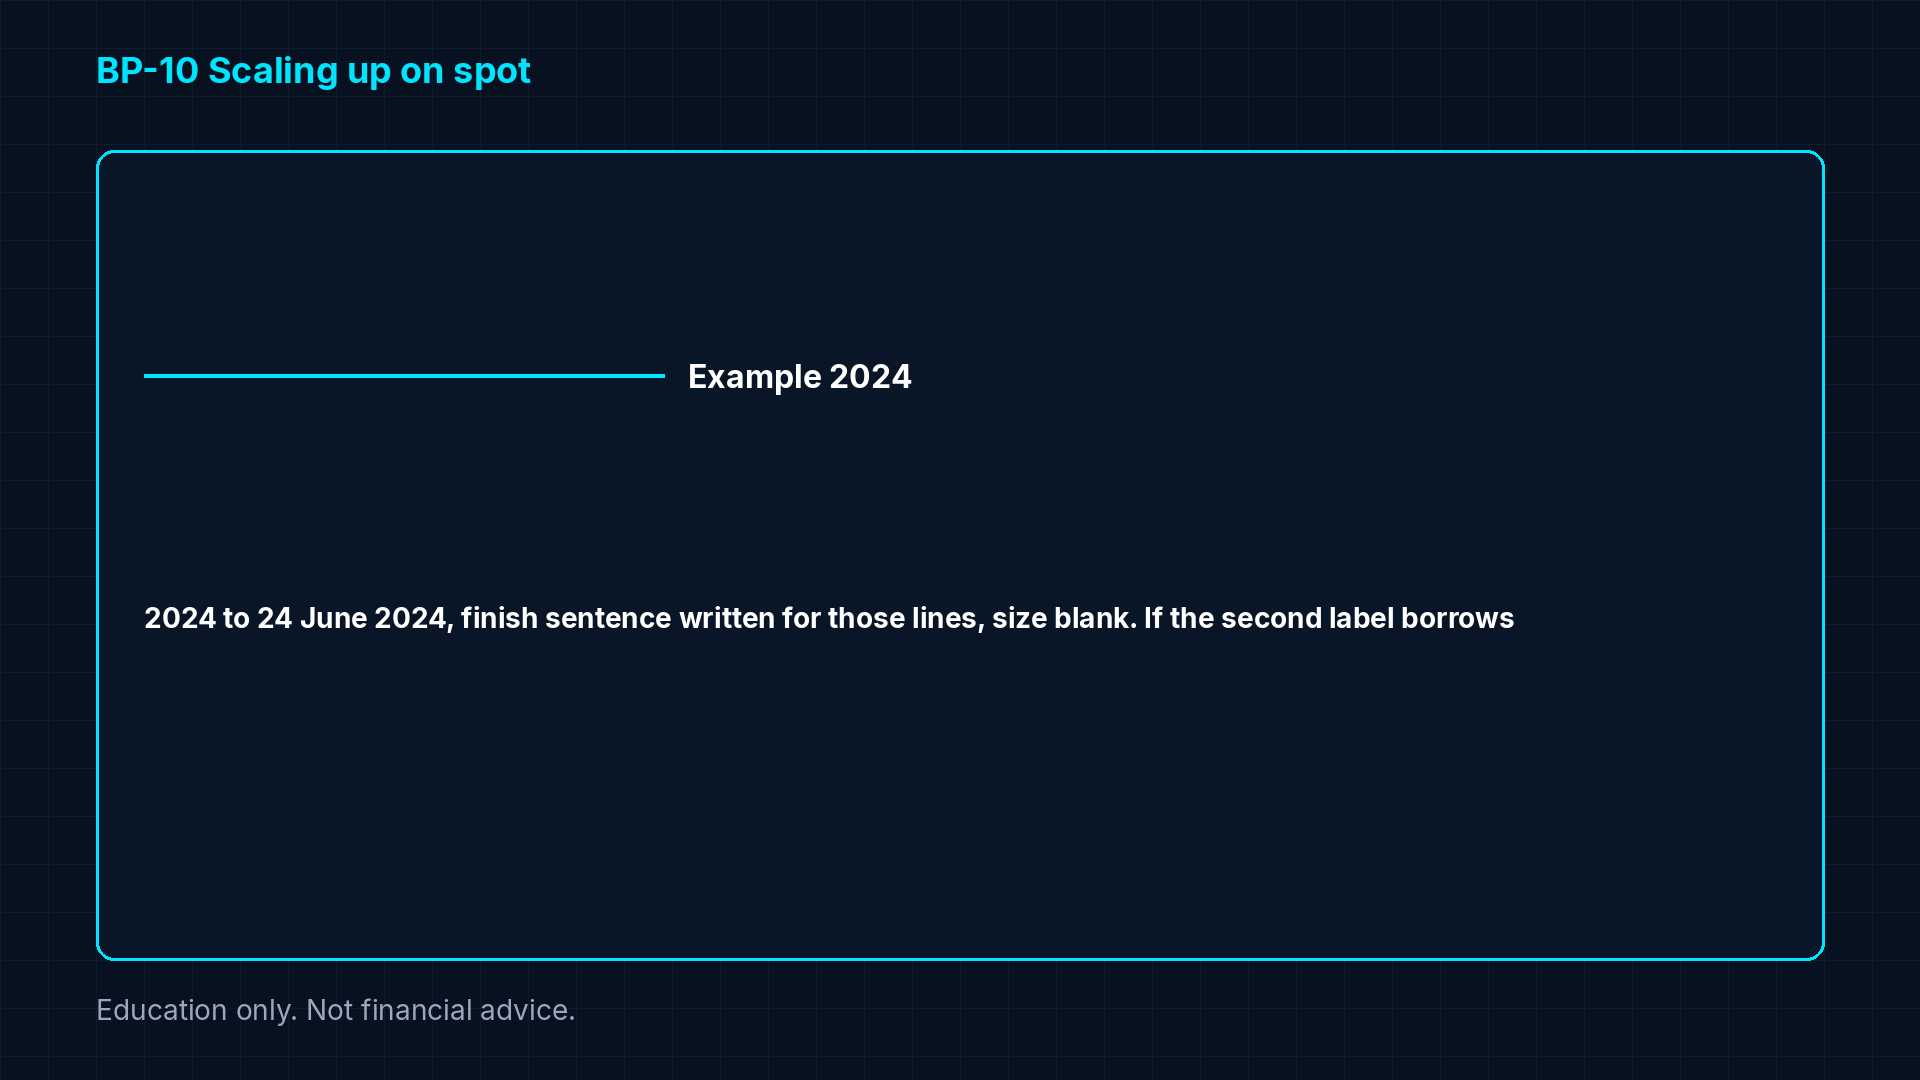 BP-10 Scaling up on spot
Example 2024
2024 to 24 June 2024, finish sentence written for those lines, size blank. If the second label borrows
Education only. Not financial advice.